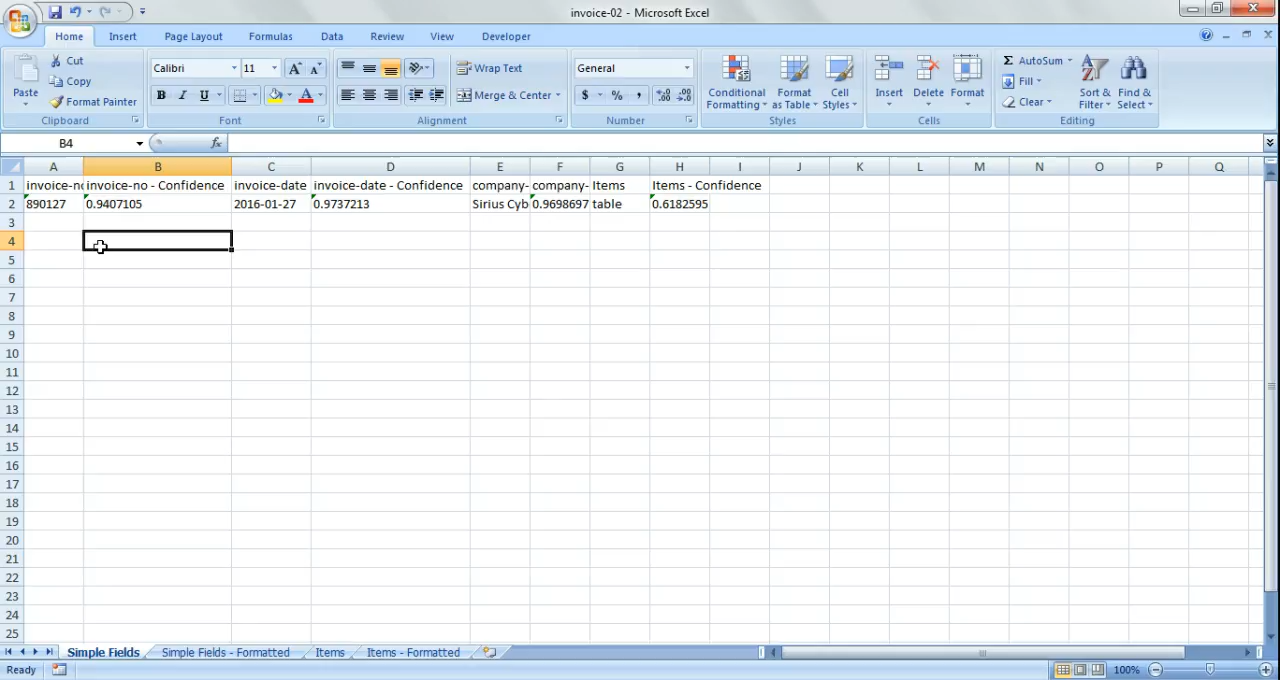 invoice-02 - Microsoft Excel
Home Insert Page Layout Formulas Data Review View Developer
Paste
Cut
Copy
Format Painter
Clipboard
Calibri 11
B I U A
Font
Wrap Text
Merge & Center
Alignment
General
$ % ,
Number
Conditional Formatting
Format as Table
Cell Styles
Styles
Insert
Delete
Format
Cells
AutoSum
Fill
Clear
Sort & Filter
Find & Select
Editing
B4 fx
A B C D E F G H I J K L M N O P Q
1 invoice-no invoice-no - Confidence invoice-date invoice-date - Confidence company- company- Items Items - Confidence
2 890127 0.9407105 2016-01-27 0.9737213 Sirius Cyb 0.9698697 table 0.6182595
3
4
5
6
7
8
9
10
11
12
13
14
15
16
17
18
19
20
21
22
23
24
25
Simple Fields Simple Fields - Formatted Items Items - Formatted
Ready 100%